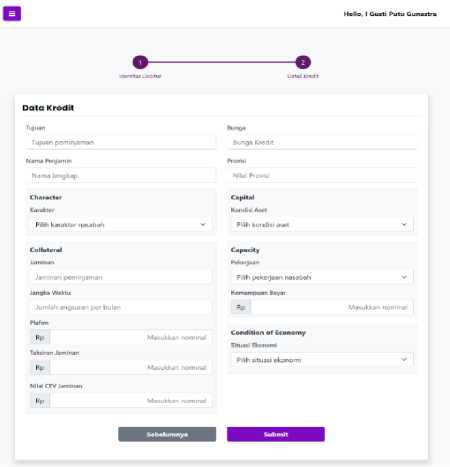 Hello, I Gusti Putu Gunastra
1
2
Identitas Debitur
Detail Kredit
Data Kredit
Tujuan
Tujuan peminjaman
Bunga
Bunga Kredit
Nama Penjamin
Nama lengkap
Provisi
Nilai Provisi
Character
Karakter
Pilih karakter nasabah
Capital
Kondisi Aset
Pilih kondisi aset
Collateral
Jaminan
Jaminan peminjaman
Jangka Waktu
Jumlah angsuran per bulan
Plafon
Rp Masukkan nominal
Taksiran Jaminan
Rp Masukkan nominal
Nilai CEV Jaminan
Rp Masukkan nominal
Capacity
Pekerjaan
Pilih pekerjaan nasabah
Kemampuan Bayar
Rp Masukkan nominal
Condition of Economy
Situasi Ekonomi
Pilih situasi ekonomi
Sebelumnya
Submit